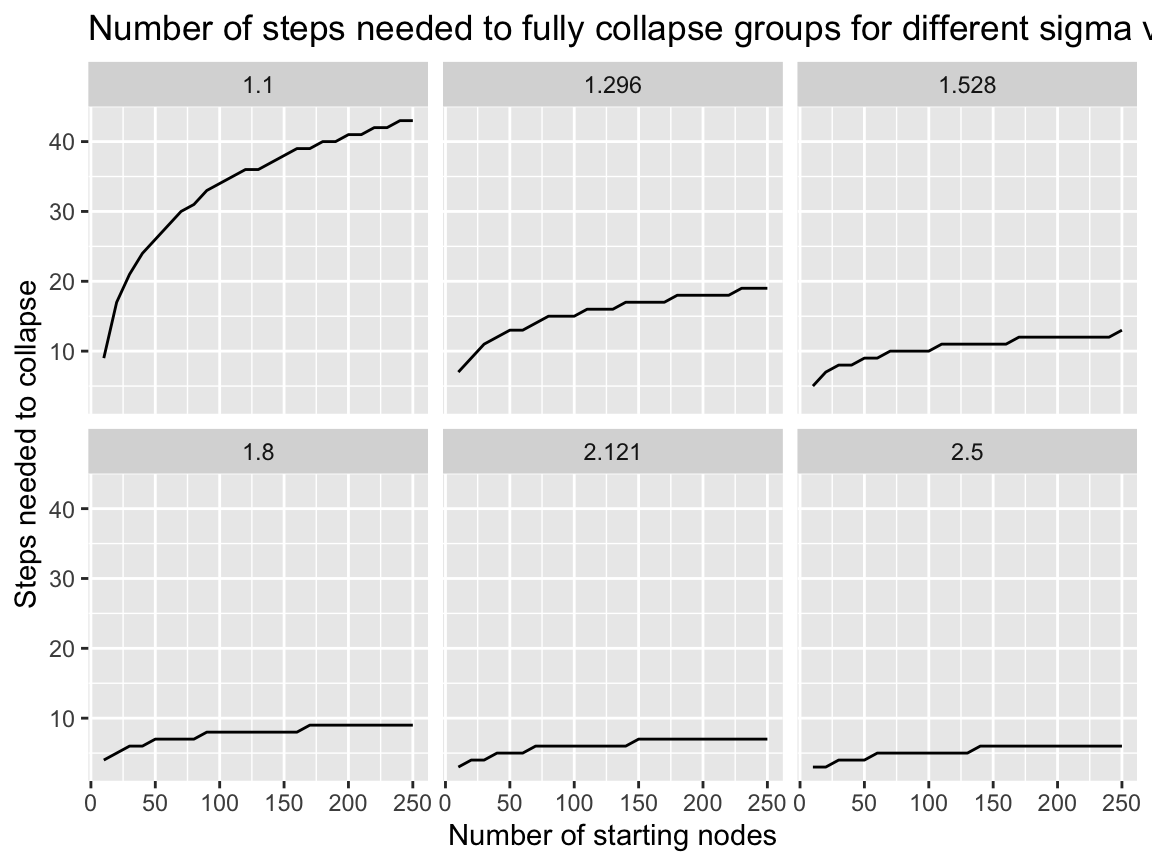 Number of steps needed to fully collapse groups for different sigma
1.1 1.296 1.528
40
30
20
10
1.8 2.121 2.5
40
30
20
10
Steps needed to collapse
0 50 100 150 200 250 0 50 100 150 200 250 0 50 100 150 200 250
Number of starting nodes